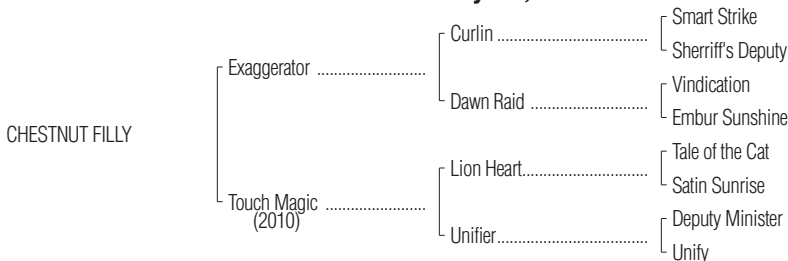 Smart Strike
Curlin ................................................
Sherriff's Deputy
Exaggerator ..................................
Vindication
Dawn Raid .....................................
Embur Sunshine
CHESTNUT FILLY
Tale of the Cat
Lion Heart.......................................
Satin Sunrise
Touch Magic ................................
(2010)
Deputy Minister
Unifier...............................................
Unify